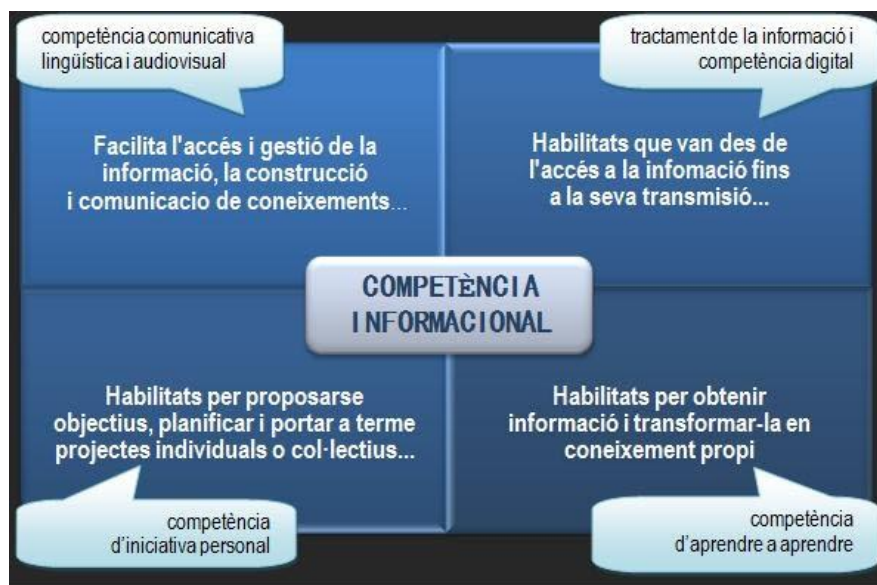 competència comunicativa
lingüística i audiovisual
tractament de la informació i
competència digital
Facilita l'accés i gestió de la
informació, la construcció
i comunicacio de coneixements...
Habilitats que van des de
l'accés a la infomació fins
a la seva transmisió...
COMPETÈNCIA
INFORMACIONAL
Habilitats per proposarse
objectius, planificar i portar a terme
projectes individuals o col·lectius...
Habilitats per obtenir
informació i transformar-la en
coneixement propi
competència
d'iniciativa personal
competència
d'aprendre a aprendre